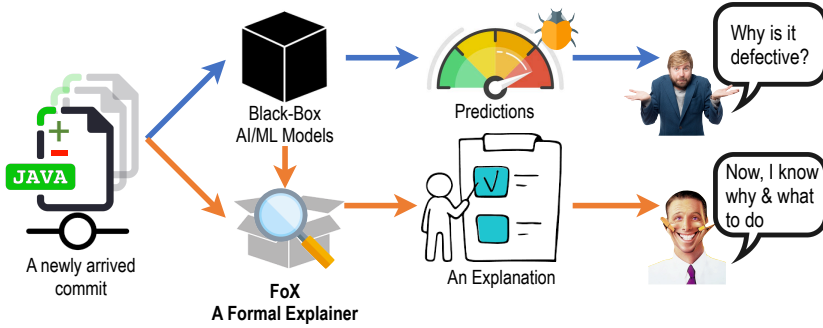 Why is it
defective?
Black-Box
AI/ML Models
Predictions
JAVA
Now, I know
why & what
to do
A newly arrived
commit
An Explanation
FoX
A Formal Explainer